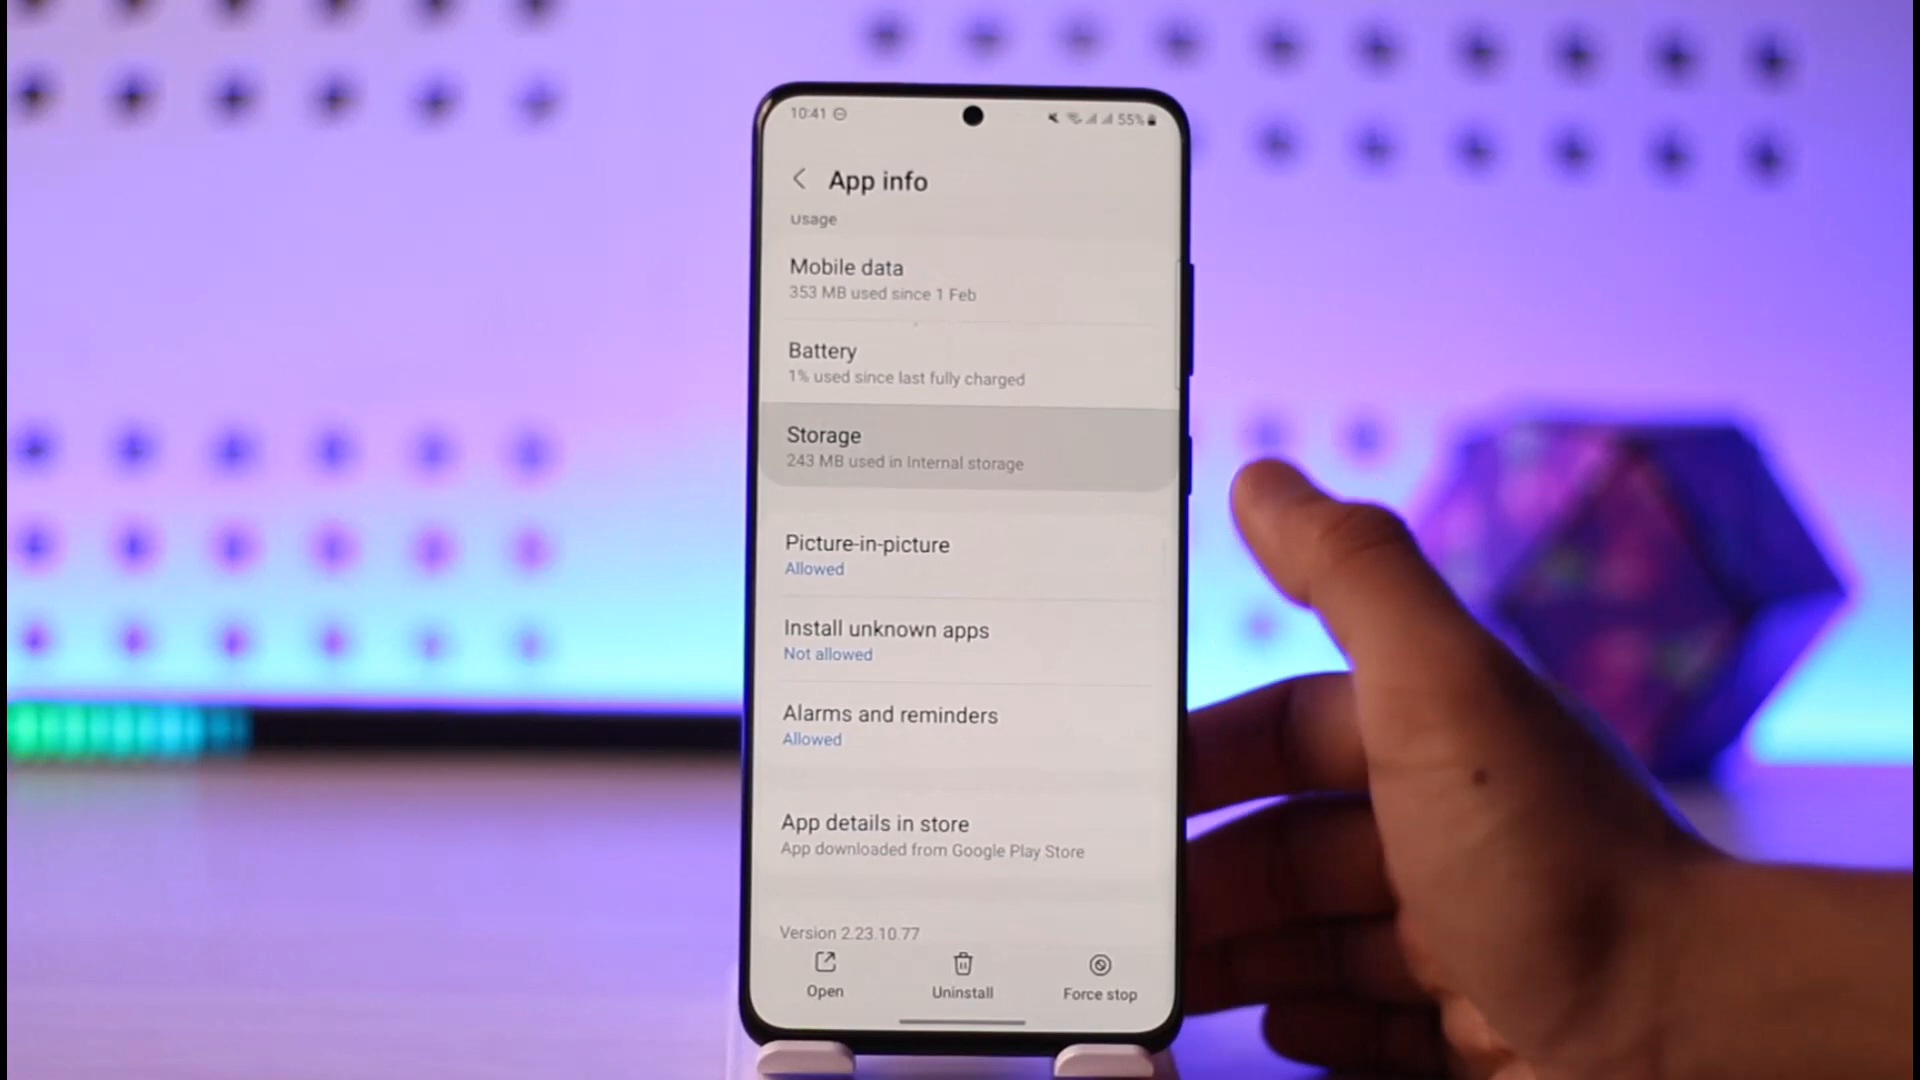 10:41
55%
App info
Usage
Mobile data
353 MB used since 1 Feb
Battery
1% used since last fully charged
Storage
243 MB used in Internal storage
Picture-in-picture
Allowed
Install unknown apps
Not allowed
Alarms and reminders
Allowed
App details in store
App downloaded from Google Play Store
Version 2.23.10.77
Open
Uninstall
Force stop